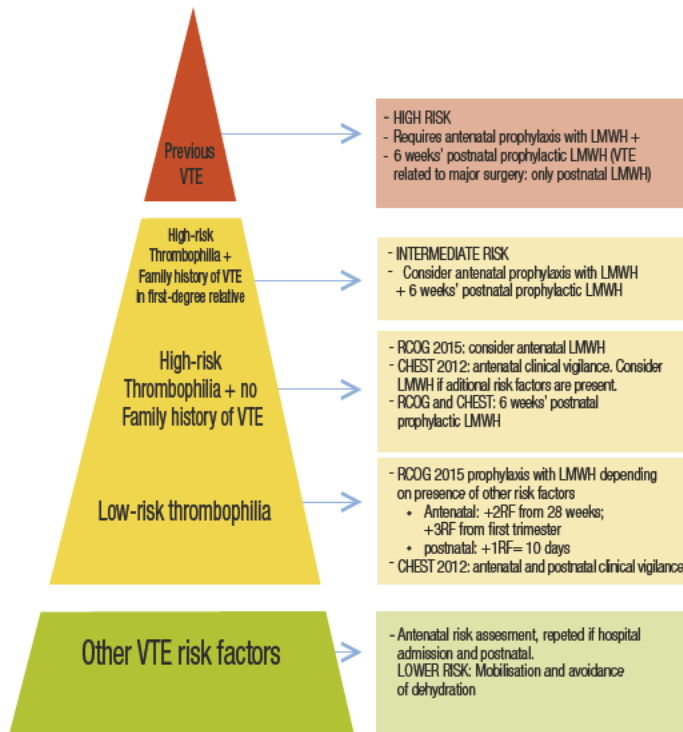 Previous
VTE
- HIGH RISK
- Requires antenatal prophylaxis with LMWH +
- 6 weeks' postnatal prophylactic LMWH (VTE
related to major surgery: only postnatal LMWH)
High-risk
Thrombophilia +
Family history of VTE
in first-degree relative
- INTERMEDIATE RISK
- Consider antenatal prophylaxis with LMWH
+ 6 weeks' postnatal prophylactic LMWH
High-risk
Thrombophilia + no
Family history of VTE
- RCOG 2015: consider antenatal LMWH
- CHEST 2012: antenatal clinical vigilance. Consider
LMWH if aditional risk factors are present.
- RCOG and CHEST: 6 weeks' postnatal
prophylactic LMWH
Low-risk thrombophilia
- RCOG 2015 prophylaxis with LMWH depending
on presence of other risk factors
• Antenatal: +2RF from 28 weeks;
+3RF from first trimester
• postnatal: +1RF= 10 days
- CHEST 2012: antenatal and postnatal clinical vigilance
Other VTE risk factors
- Antenatal risk assesment, repeted if hospital
admission and postnatal.
LOWER RISK: Mobilisation and avoidance
of dehydration